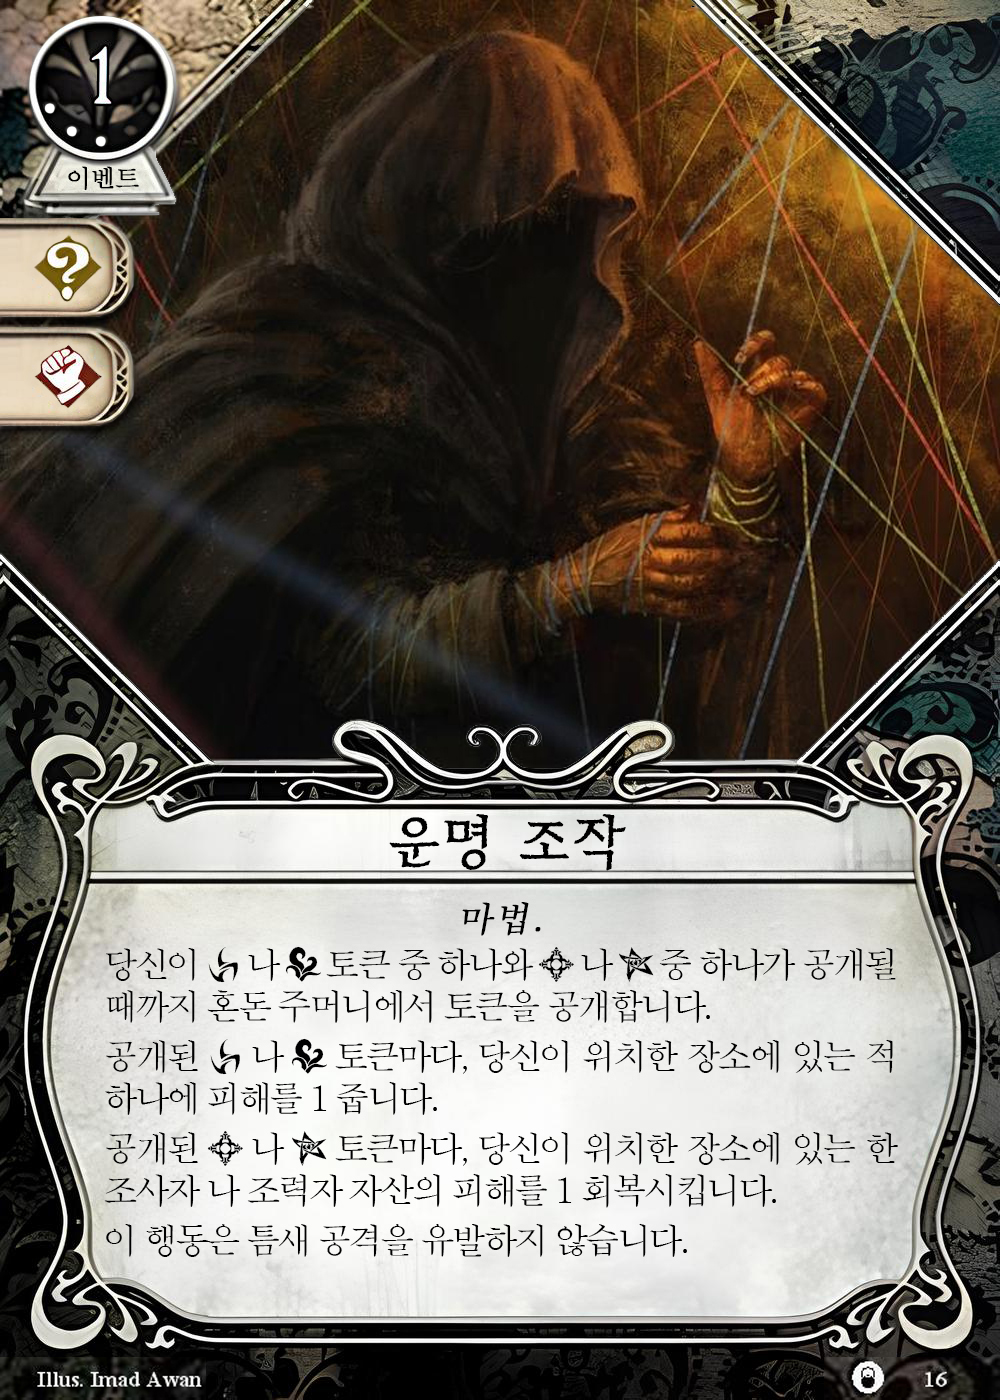 1
이벤트
운명 조작
마법.
당신이 나 토큰 중 하나와 나 중 하나가 공개될
때까지 혼돈 주머니에서 토큰을 공개합니다.
공개된 나 토큰마다, 당신이 위치한 장소에 있는 적
하나에 피해를 1 줍니다.
공개된 나 토큰마다, 당신이 위치한 장소에 있는 한
조사자 나 조력자 자산의 피해를 1 회복시킵니다.
이 행동은 틈새 공격을 유발하지 않습니다.
Illus. Imad Awan
16